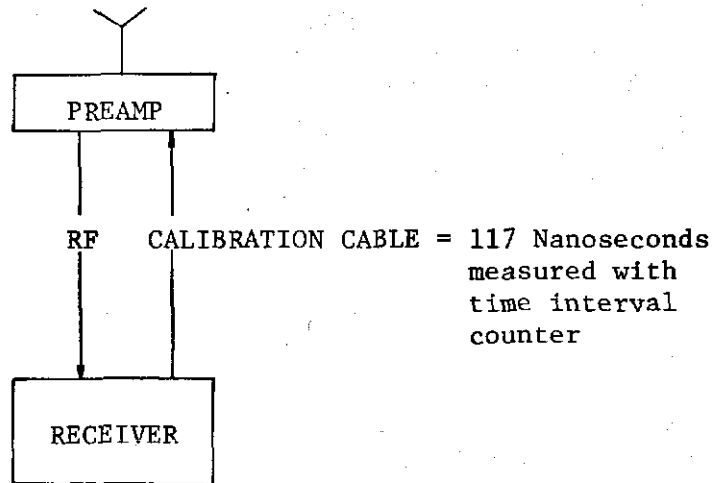 PREAMP
RF CALIBRATION CABLE = 117 Nanoseconds
measured with
time interval
counter
RECEIVER